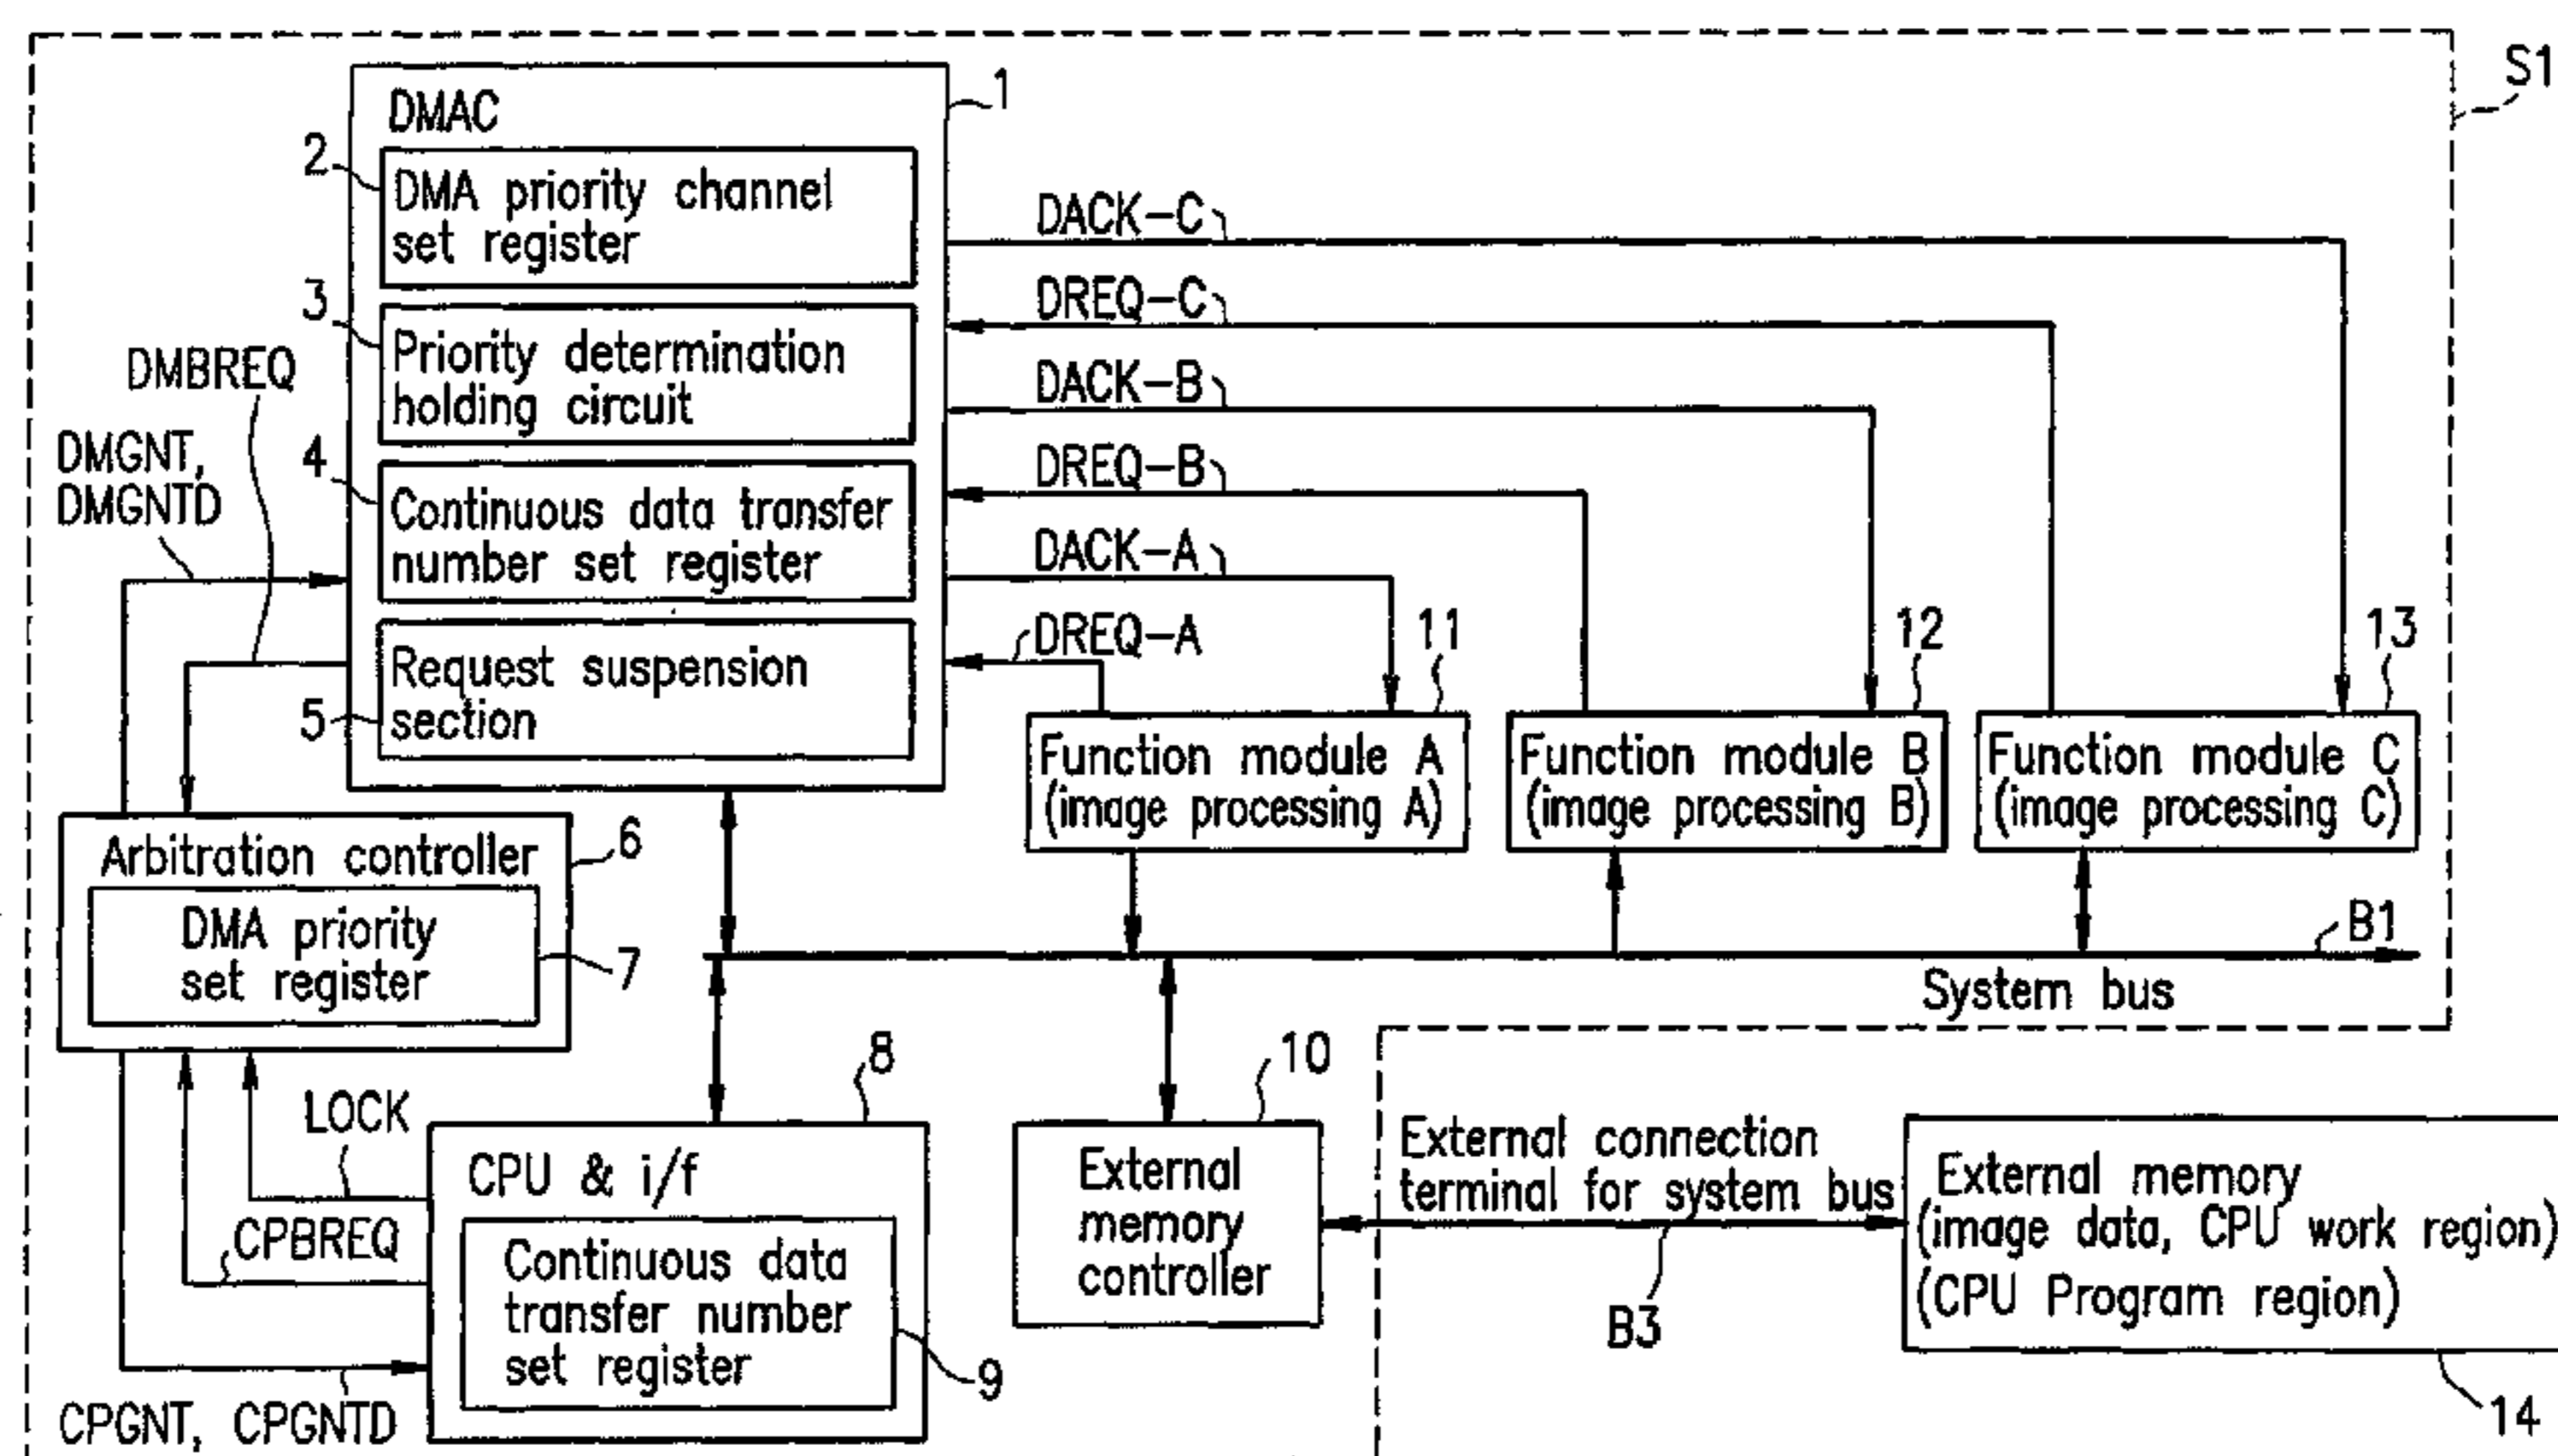 S1
1
DMAC
2
DMA priority channel
set register
DACK-C
3
DREQ-C
Priority determination
holding circuit
DMBREQ
DACK-B
DMGNT,
DMGNTD
4
DREQ-B
Continuous data transfer
number set register
DACK-A
DREQ-A
11
12
13
Request suspension
section
5
Function module A
(image processing A)
Function module B
(image processing B)
Function module C
(image processing C)
Arbitration controller
6
DMA priority
set register
7
B1
System bus
8
10
LOCK
CPU & i/f
External
memory
controller
External connection
terminal for system bus
External memory
(image data, CPU work region)
(CPU Program region)
CPBREQ
Continuous data
transfer number
set register
B3
9
14
CPGNT, CPGNTD